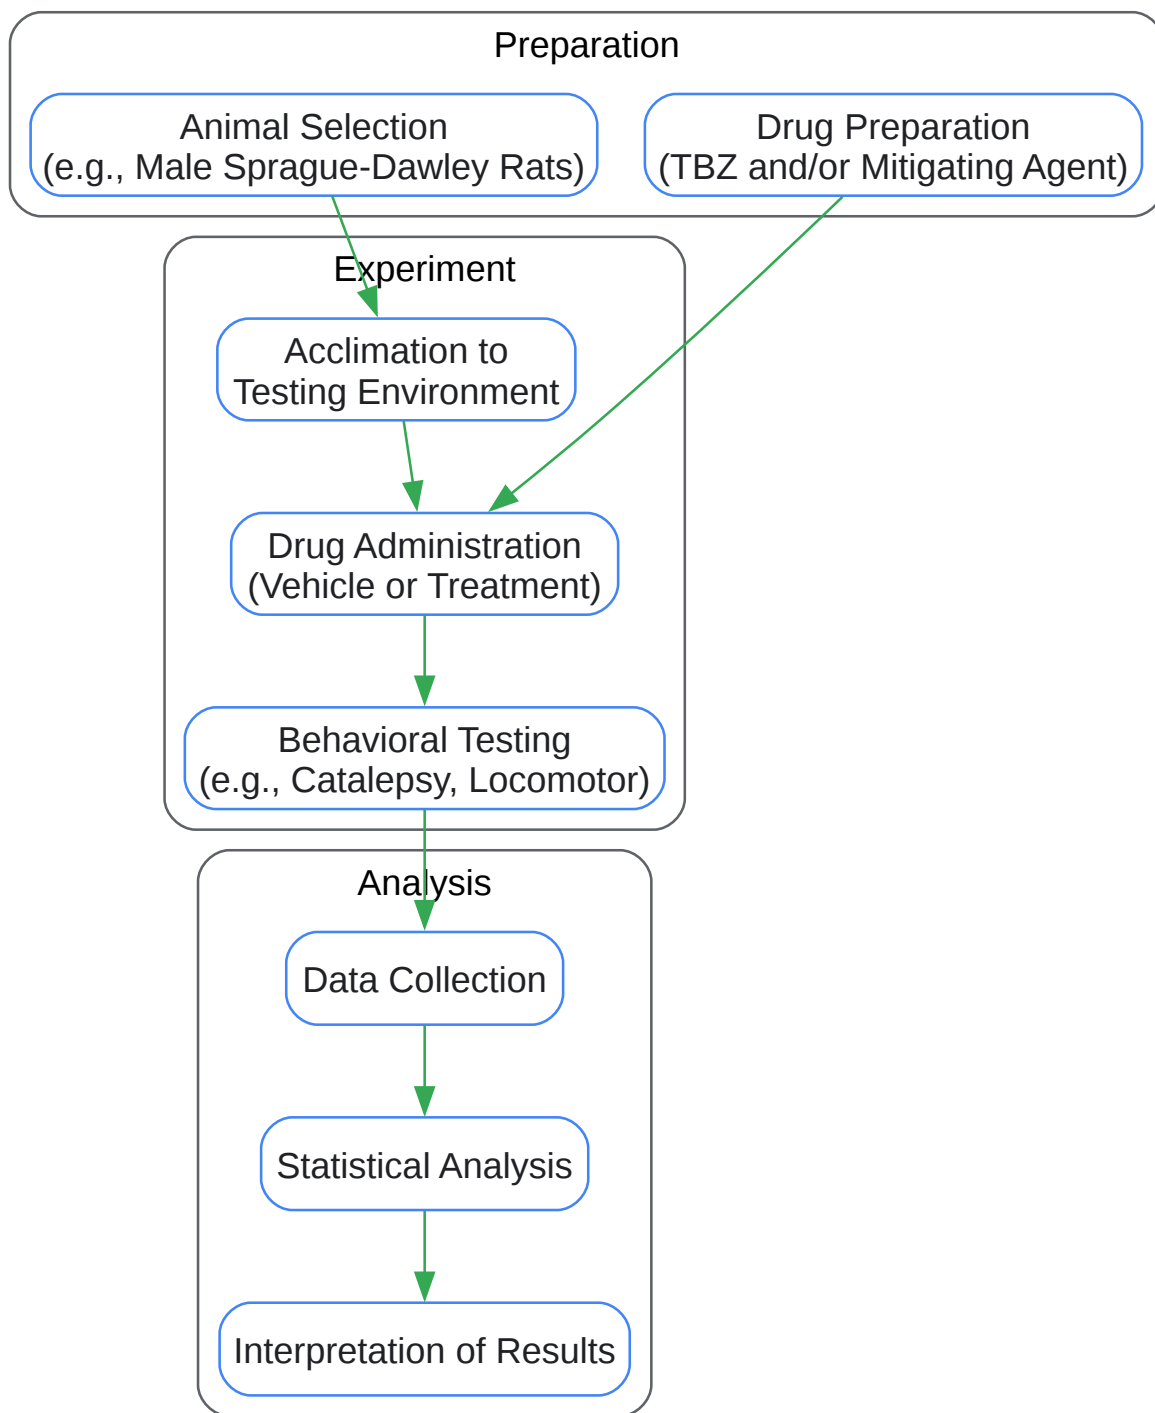 Preparation
Animal Selection
(e.g., Male Sprague-Dawley Rats)
Drug Preparation
(TBZ and/or Mitigating Agent)
Experiment
Acclimation to
Testing Environment
Drug Administration
(Vehicle or Treatment)
Behavioral Testing
(e.g., Catalepsy, Locomotor)
Analysis
Data Collection
Statistical Analysis
Interpretation of Results